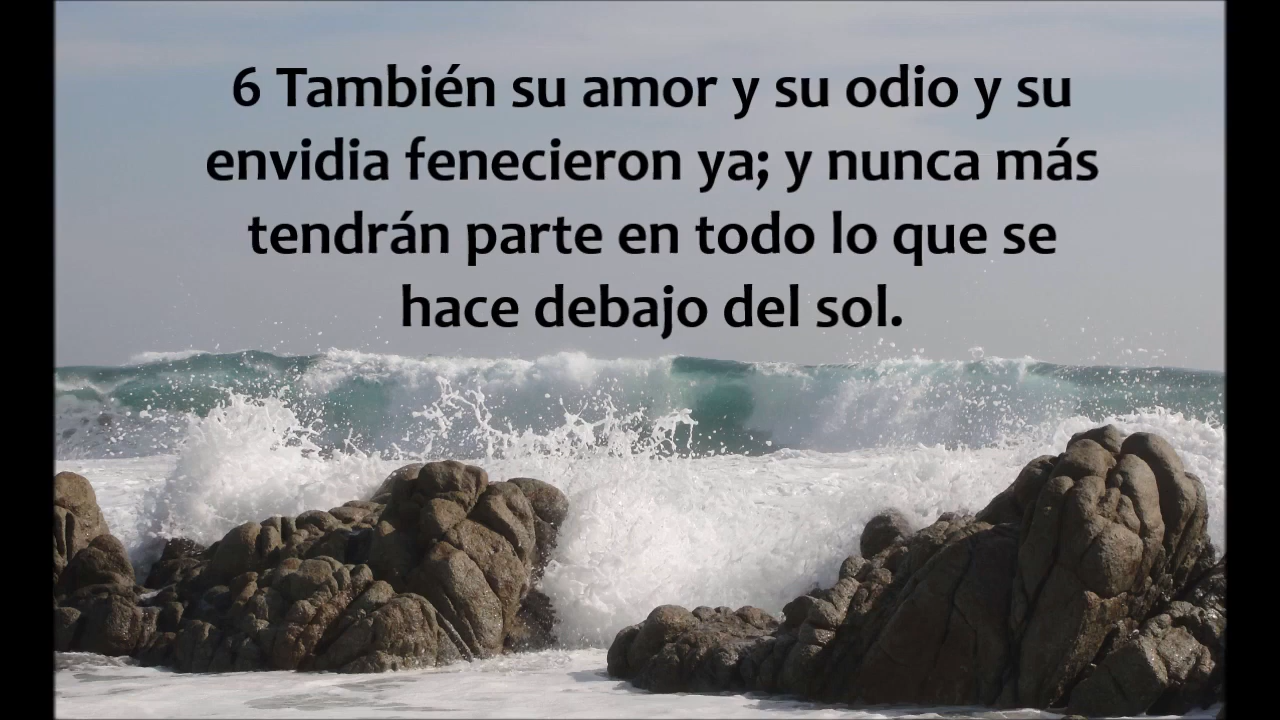 6 También su amor y su odio y su
envidia fenecieron ya; y nunca más
tendrán parte en todo lo que se
hace debajo del sol.